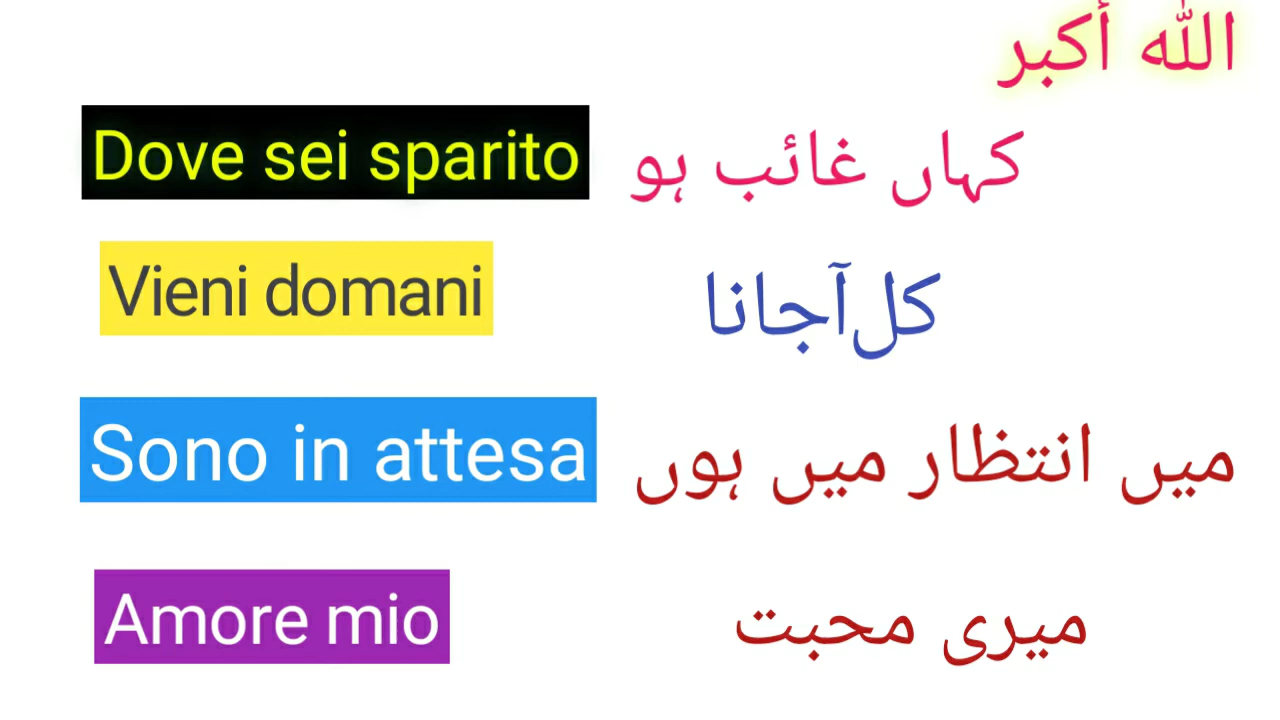 الله أكبر
Dove sei sparito کہاں غائب ہو
Vieni domani کل آجانا
Sono in attesa میں انتظار میں ہوں
Amore mio میری محبت